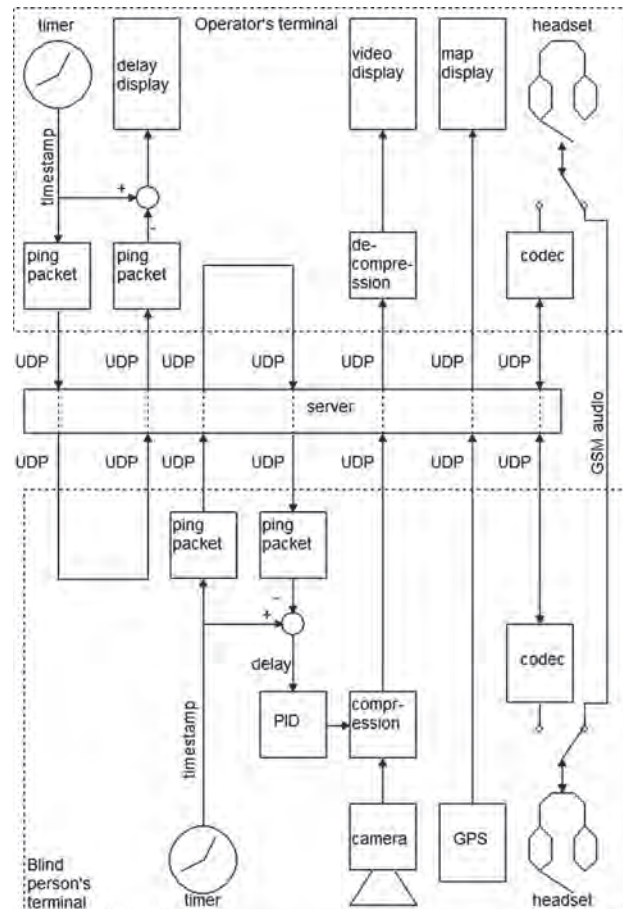 Operator's terminal
timer
delay
display
video
display
map
display
headset
timestamp
+
-
ping
packet
ping
packet
de-
compression
codec
UDP
UDP
UDP
UDP
UDP
UDP
UDP
server
GSM audio
UDP
UDP
UDP
UDP
UDP
UDP
UDP
ping
packet
ping
packet
-
+
delay
codec
timestamp
PID
compr-
ession
camera
GPS
Blind
person's
terminal
timer
headset